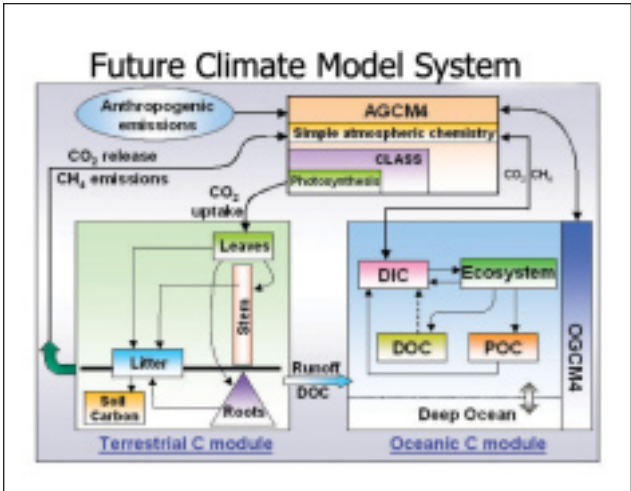 Future Climate Model System
Anthropogenic
emissions
AGCM4
Simple atmospheric chemistry
CLASS
Photosynthesis
CO2 release
CH4 emissions
CO2
uptake
CO2 CH4
Leaves
Stem
Litter
Soil
Carbon
Roots
Runoff
DOC
DIC
Ecosystem
DOC
POC
Deep Ocean
OGCM4
Terrestrial C module
Oceanic C module